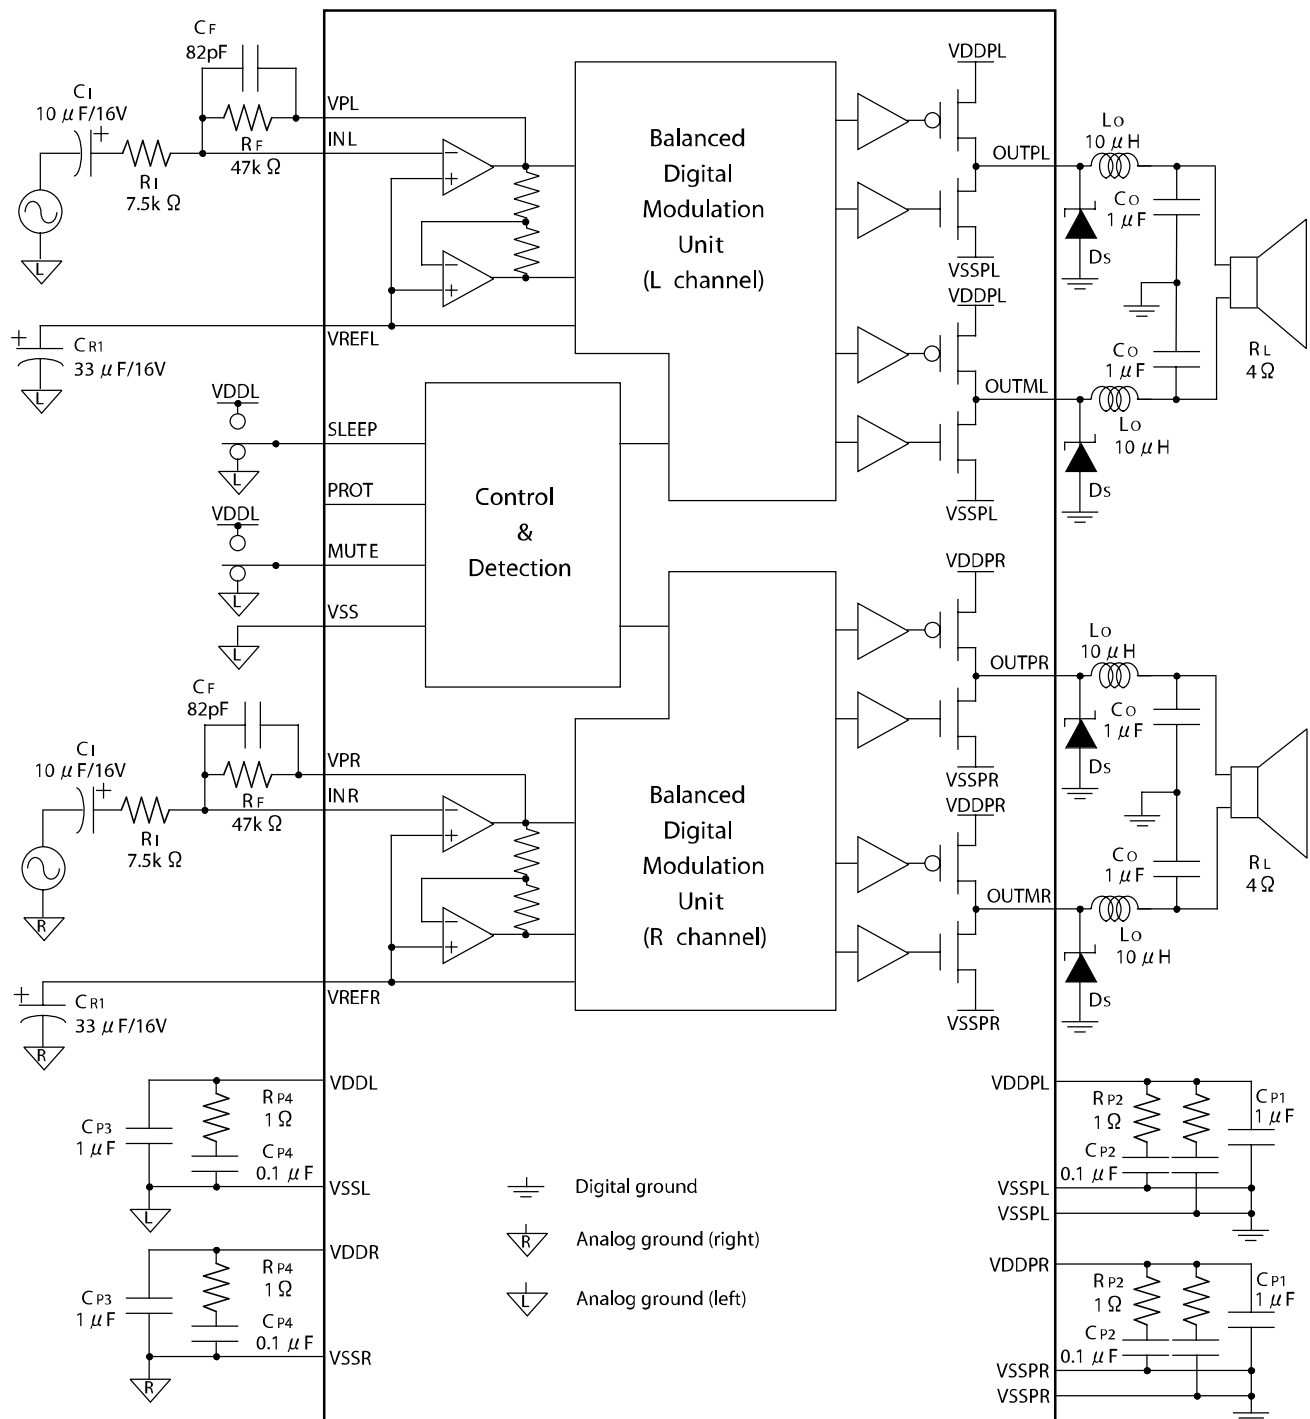 CF
82pF
CI
10 μF/16V
+
RI
7.5k Ω
RF
47k Ω
VPL
INL
L
+
CR1
33 μF/16V
L
VREFL
−
+
−
+
Balanced
Digital
Modulation
Unit
(L channel)
VDDPL
OUTPL
VSSPL
VDDPL
OUTML
VSSPL
LO
10 μH
CO
1 μF
DS
CO
1 μF
LO
10 μH
DS
RL
4Ω
VDDL
SLEEP
L
PROT
VDDL
MUTE
L
VSS
L
Control
&
Detection
CF
82pF
CI
10 μF/16V
+
RI
7.5k Ω
RF
47k Ω
VPR
INR
R
+
CR1
33 μF/16V
R
VREFR
−
+
−
+
Balanced
Digital
Modulation
Unit
(R channel)
VDDPR
OUTPR
VSSPR
VDDPR
OUTMR
VSSPR
LO
10 μH
CO
1 μF
DS
CO
1 μF
LO
10 μH
DS
RL
4Ω
VDDL
RP4
1Ω
CP3
1 μF
CP4
0.1 μF
VSSL
L
VDDR
RP4
1Ω
CP3
1 μF
CP4
0.1 μF
VSSR
R
Digital ground
R
Analog ground (right)
L
Analog ground (left)
VDDPL
RP2
1Ω
CP1
1 μF
CP2
0.1 μF
VSSPL
VSSPL
VDDPR
RP2
1Ω
CP1
1 μF
CP2
0.1 μF
VSSPR
VSSPR